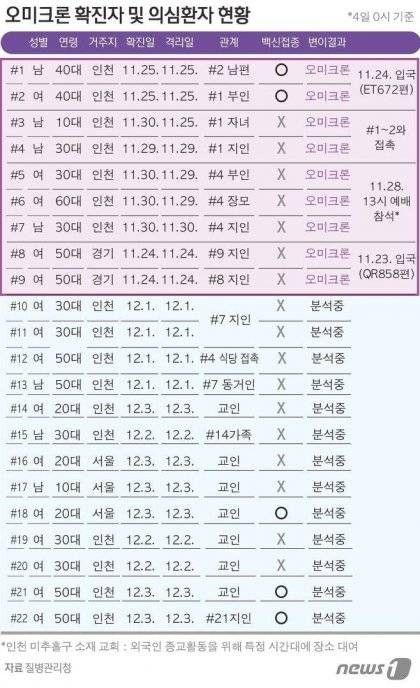 오미크론 확진자 및 의심환자 현황
*4일 0시 기준
성별 연령 거주지 확진일 격리일 관계 백신접종 변이결과
#1 남 40대 인천 11.25. 11.25. #2 남편 O 오미크론
11.24. 입국
(ET672편)
#2 여 40대 인천 11.25. 11.25. #1 부인 O 오미크론
#3 남 10대 인천 11.30. 11.25. #1 자녀 X 오미크론
#1~2와
접촉
#4 남 30대 인천 11.29. 11.29. #1 지인 X 오미크론
#5 여 30대 인천 11.30. 11.29. #4 부인 X 오미크론
11.28.
13시 예배
참석*
#6 여 60대 인천 11.30. 11.29. #4 장모 X 오미크론
#7 남 30대 인천 11.30. 11.30. #4 지인 X 오미크론
#8 여 50대 경기 11.24. 11.24. #9 지인 X 오미크론
11.23. 입국
(QR858편)
#9 여 50대 경기 11.24. 11.24. #8 지인 X 오미크론
#10 여 30대 인천 12.1. 12.1. X 분석중
#7 지인
#11 여 30대 인천 12.1. 12.1. X 분석중
#12 여 50대 인천 12.1. 12.1. #4 식당 접촉 X 분석중
#13 남 50대 인천 12.1. 12.1. #7 동거인 X 분석중
#14 여 20대 인천 12.3. 12.3. 교인 X 분석중
#15 남 30대 인천 12.2. 12.2. #14가족 X 분석중
#16 여 20대 서울 12.3. 12.3. 교인 X 분석중
#17 남 10대 서울 12.3. 12.3. 교인 X 분석중
#18 여 20대 서울 12.3. 12.3. 교인 O 분석중
#19 여 30대 인천 12.2. 12.2. 교인 X 분석중
#20 여 30대 인천 12.2. 12.2. 교인 X 분석중
#21 여 50대 인천 12.3. 12.3. 교인 O 분석중
#22 여 50대 인천 12.3. 12.3. #21지인 O 분석중
*인천 미추홀구 소재 교회 : 외국인 종교활동을 위해 특정 시간대에 장소 대여
자료 질병관리청
news1